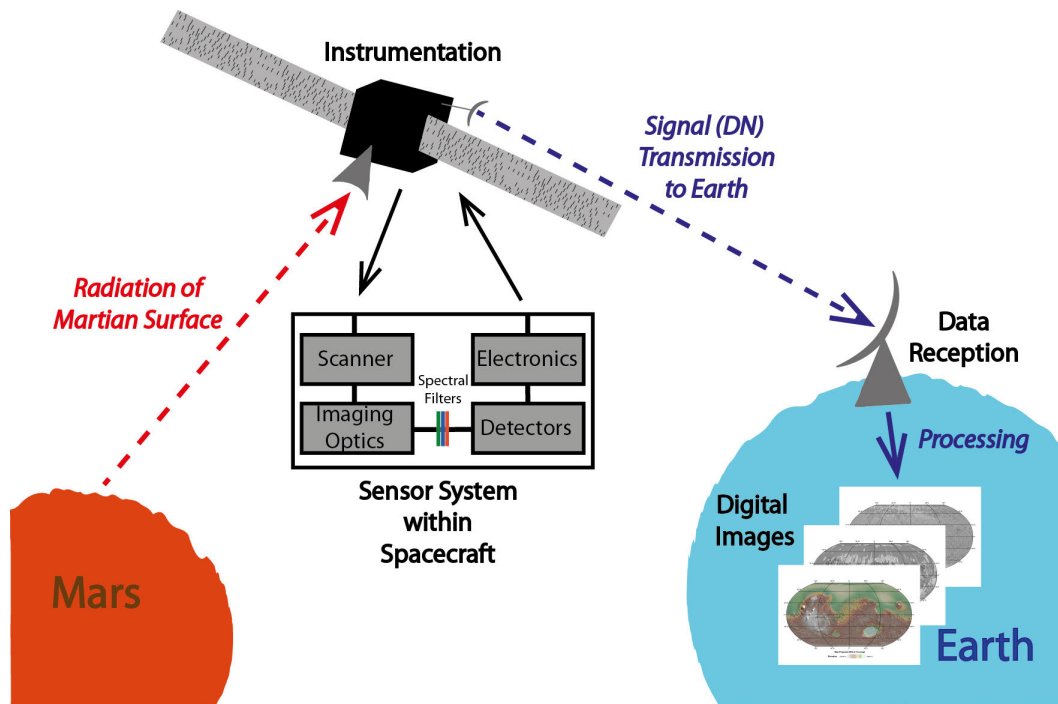 Instrumentation
Signal (DN)
Transmission
to Earth
Radiation of
Martian Surface
Scanner
Electronics
Spectral
Filters
Imaging
Optics
Detectors
Sensor System
within
Spacecraft
Data
Reception
Processing
Digital
Images
Mars
Earth